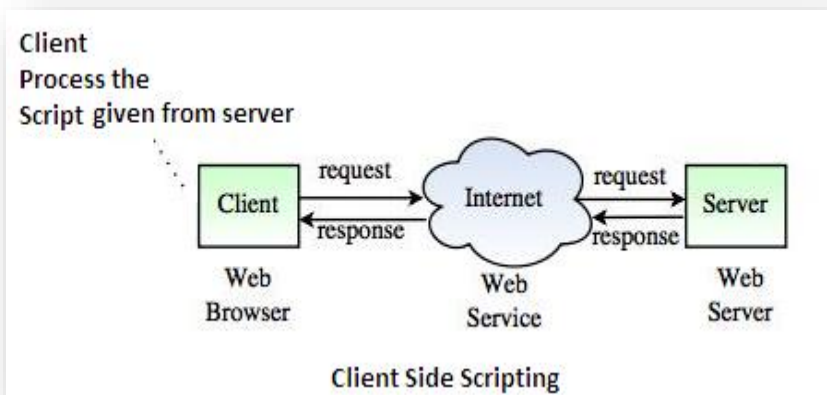 Client
Process the
Script given from server
request
request
Client
Internet
Server
response
response
Web
Browser
Web
Service
Web
Server
Client Side Scripting